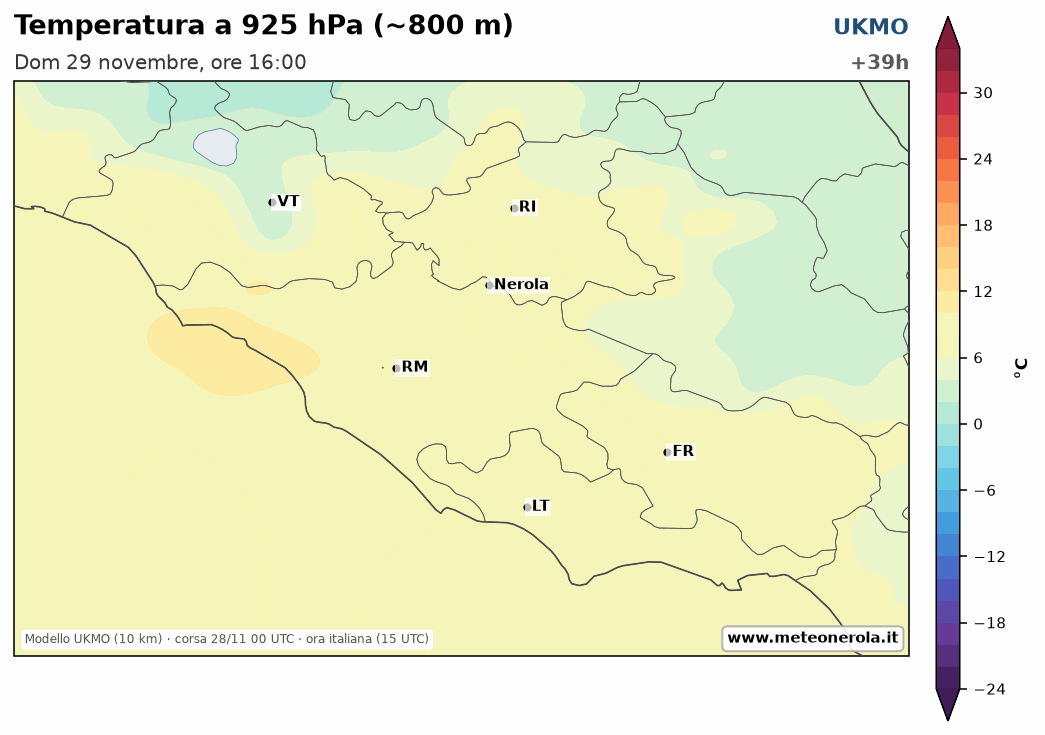 Temperatura a 925 hPa (~800 m)
UKMO
Dom 29 novembre, ore 16:00
+39h
VT
RI
Nerola
RM
FR
LT
Modello UKMO (10 km) · corsa 28/11 00 UTC · ora italiana (15 UTC)
www.meteonerola.it
30
24
18
12
6
0
−6
−12
−18
−24
°C